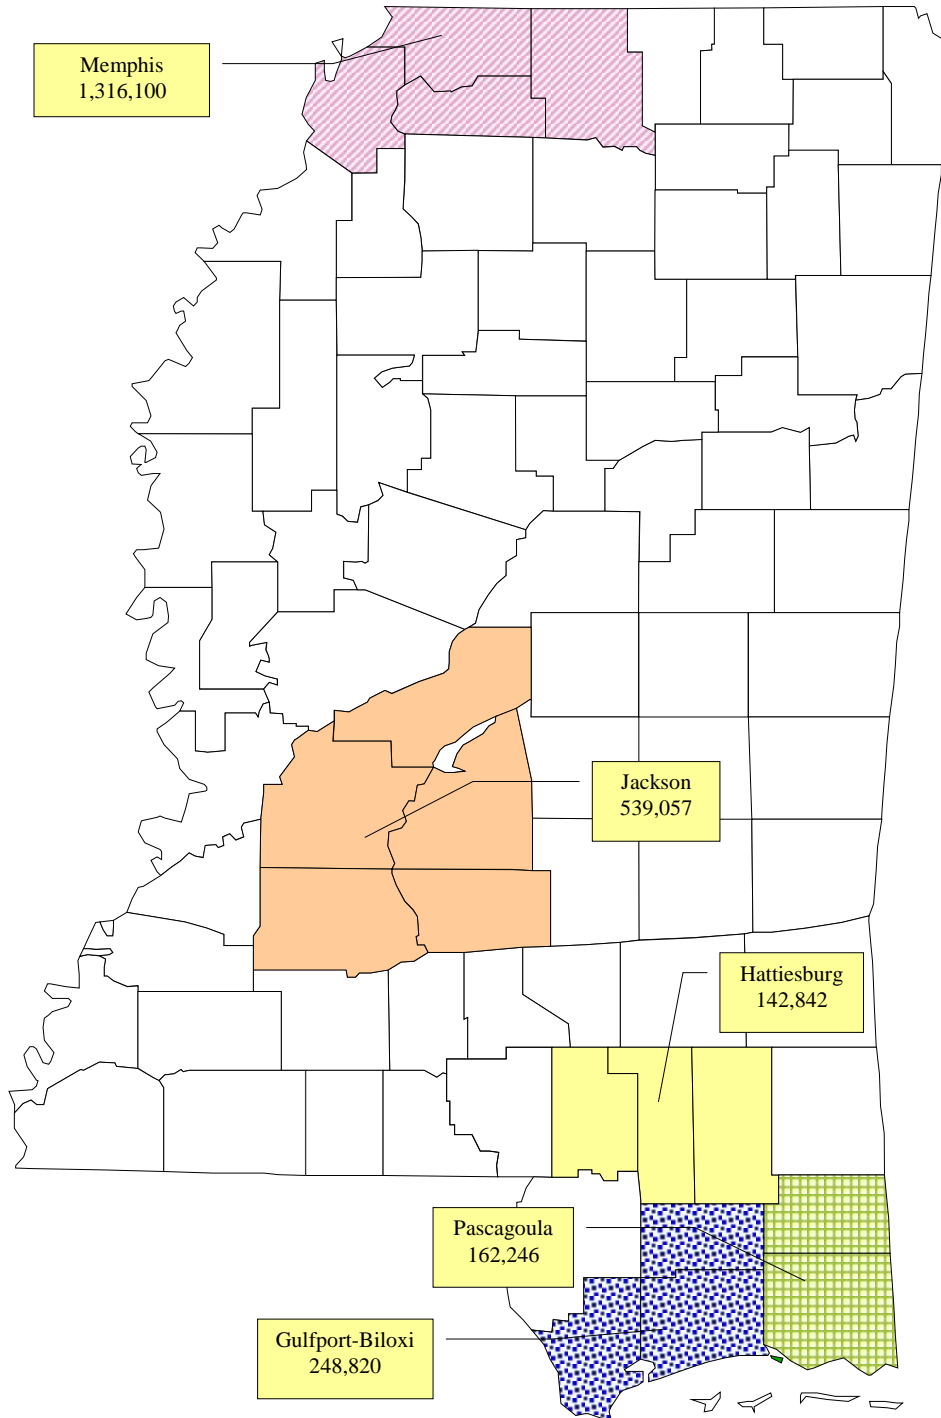 Memphis
1,316,100
Jackson
539,057
Hattiesburg
142,842
Pascagoula
162,246
Gulfport-Biloxi
248,820